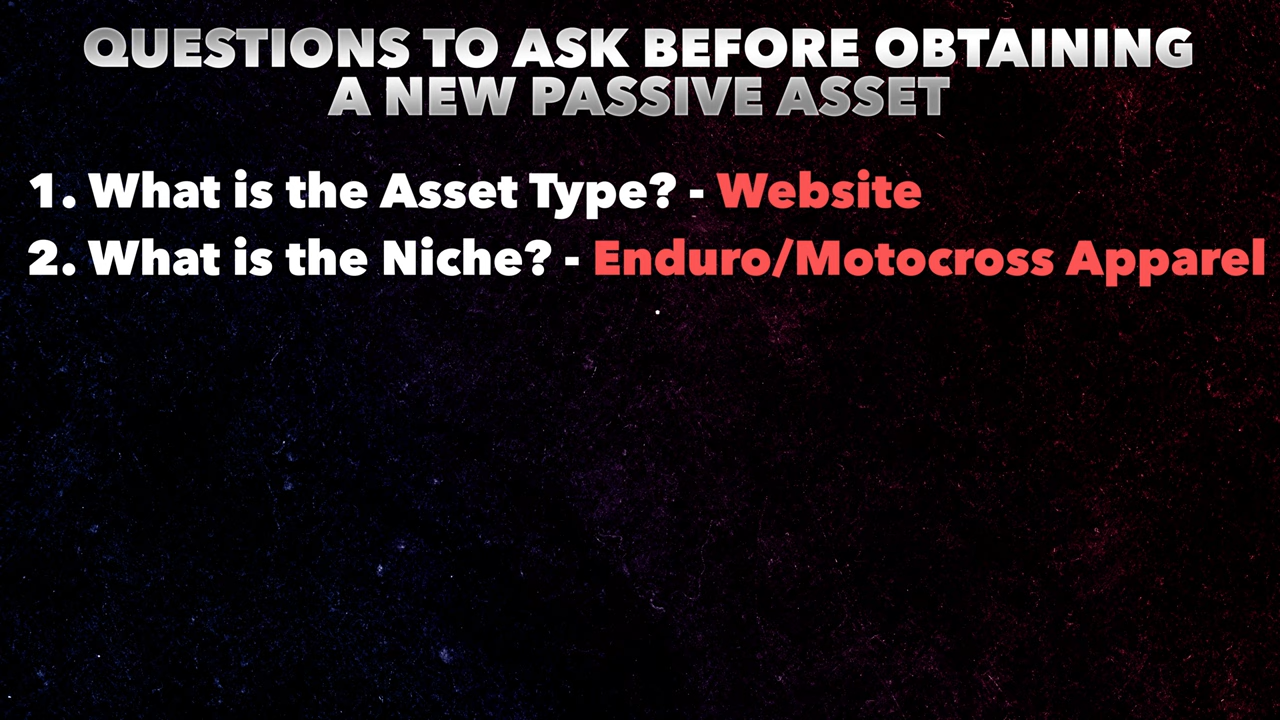 QUESTIONS TO ASK BEFORE OBTAINING
A NEW PASSIVE ASSET
1. What is the Asset Type? - Website
2. What is the Niche? - Enduro/Motocross Apparel